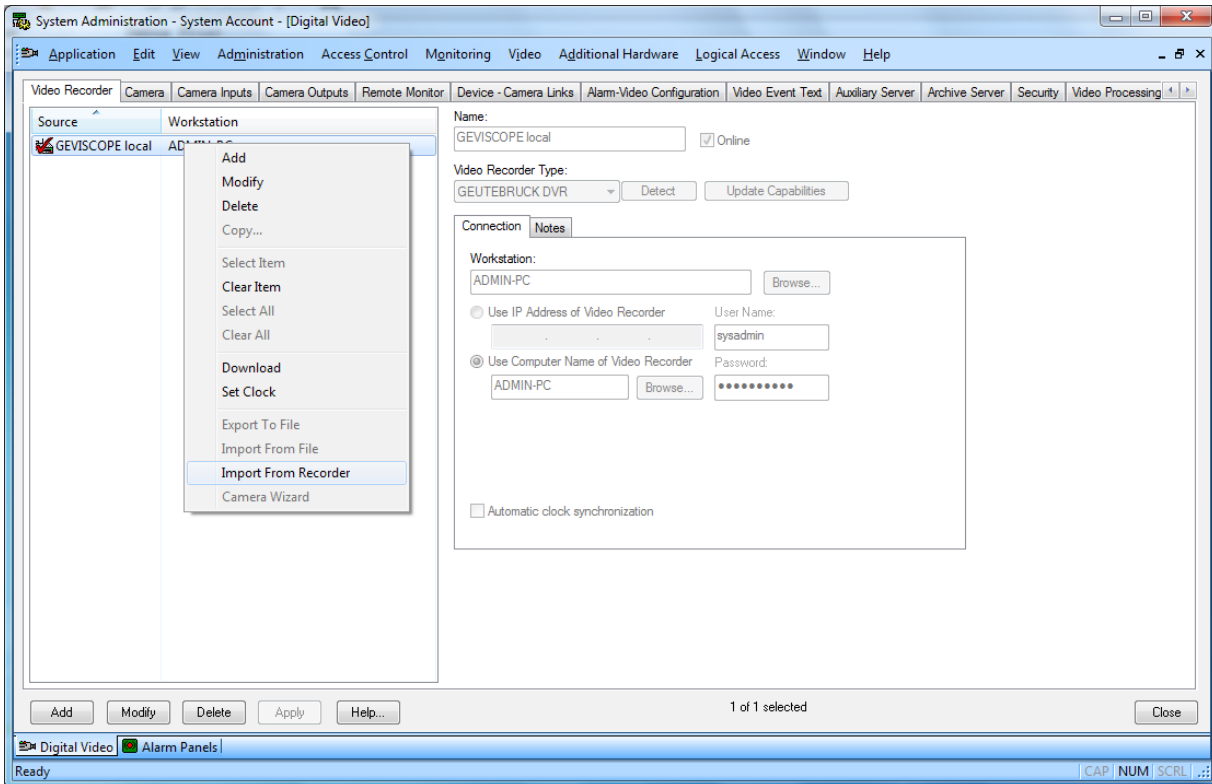 System Administration - System Account - [Digital Video]
Application Edit View Administration Access Control Monitoring Video Additional Hardware Logical Access Window Help
Video Recorder Camera Camera Inputs Camera Outputs Remote Monitor Device - Camera Links Alarm-Video Configuration Video Event Text Auxiliary Server Archive Server Security Video Processing
Source Workstation
GEVISCOPE local ADMIN-PC
Add
Modify
Delete
Copy...
Select Item
Clear Item
Select All
Clear All
Download
Set Clock
Export To File
Import From File
Import From Recorder
Camera Wizard
Name:
GEVISCOPE local Online
Video Recorder Type:
GEUTEBRUCK DVR Detect Update Capabilities
Connection Notes
Workstation:
ADMIN-PC Browse...
Use IP Address of Video Recorder User Name:
. . . sysadmin
Use Computer Name of Video Recorder Password:
ADMIN-PC Browse... ●●●●●●●●●●
Automatic clock synchronization
Add Modify Delete Apply Help... 1 of 1 selected Close
Digital Video Alarm Panels
Ready CAP NUM SCRL